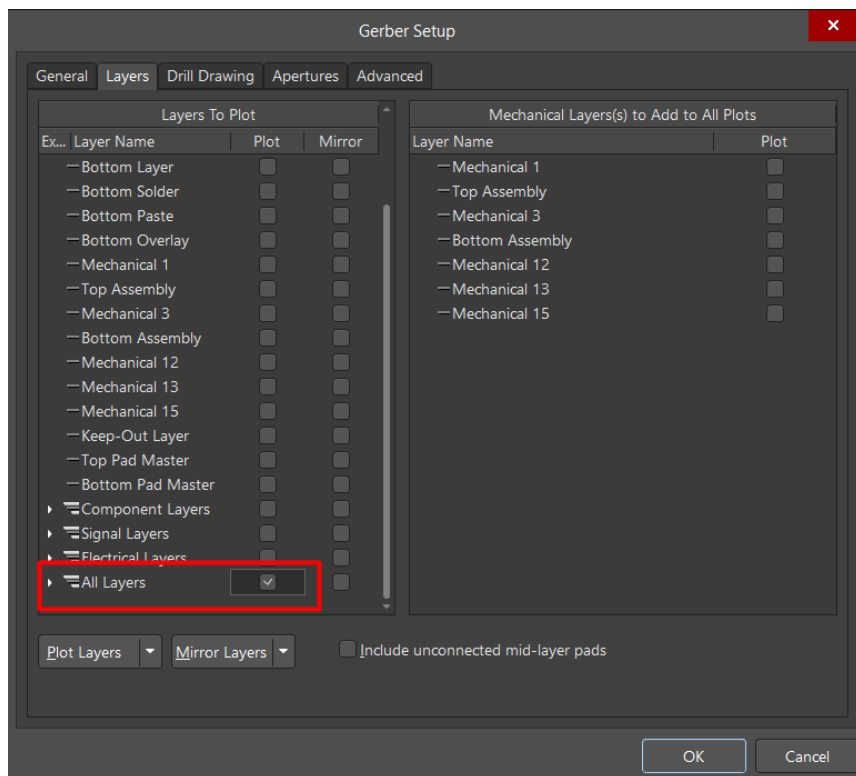 Gerber Setup
General Layers Drill Drawing Apertures Advanced
Layers To Plot
Ex... Layer Name Plot Mirror
Bottom Layer
Bottom Solder
Bottom Paste
Bottom Overlay
Mechanical 1
Top Assembly
Mechanical 3
Bottom Assembly
Mechanical 12
Mechanical 13
Mechanical 15
Keep-Out Layer
Top Pad Master
Bottom Pad Master
Component Layers
Signal Layers
Electrical Layers
All Layers
Mechanical Layers(s) to Add to All Plots
Layer Name Plot
Mechanical 1
Top Assembly
Mechanical 3
Bottom Assembly
Mechanical 12
Mechanical 13
Mechanical 15
Plot Layers Mirror Layers Include unconnected mid-layer pads
OK Cancel